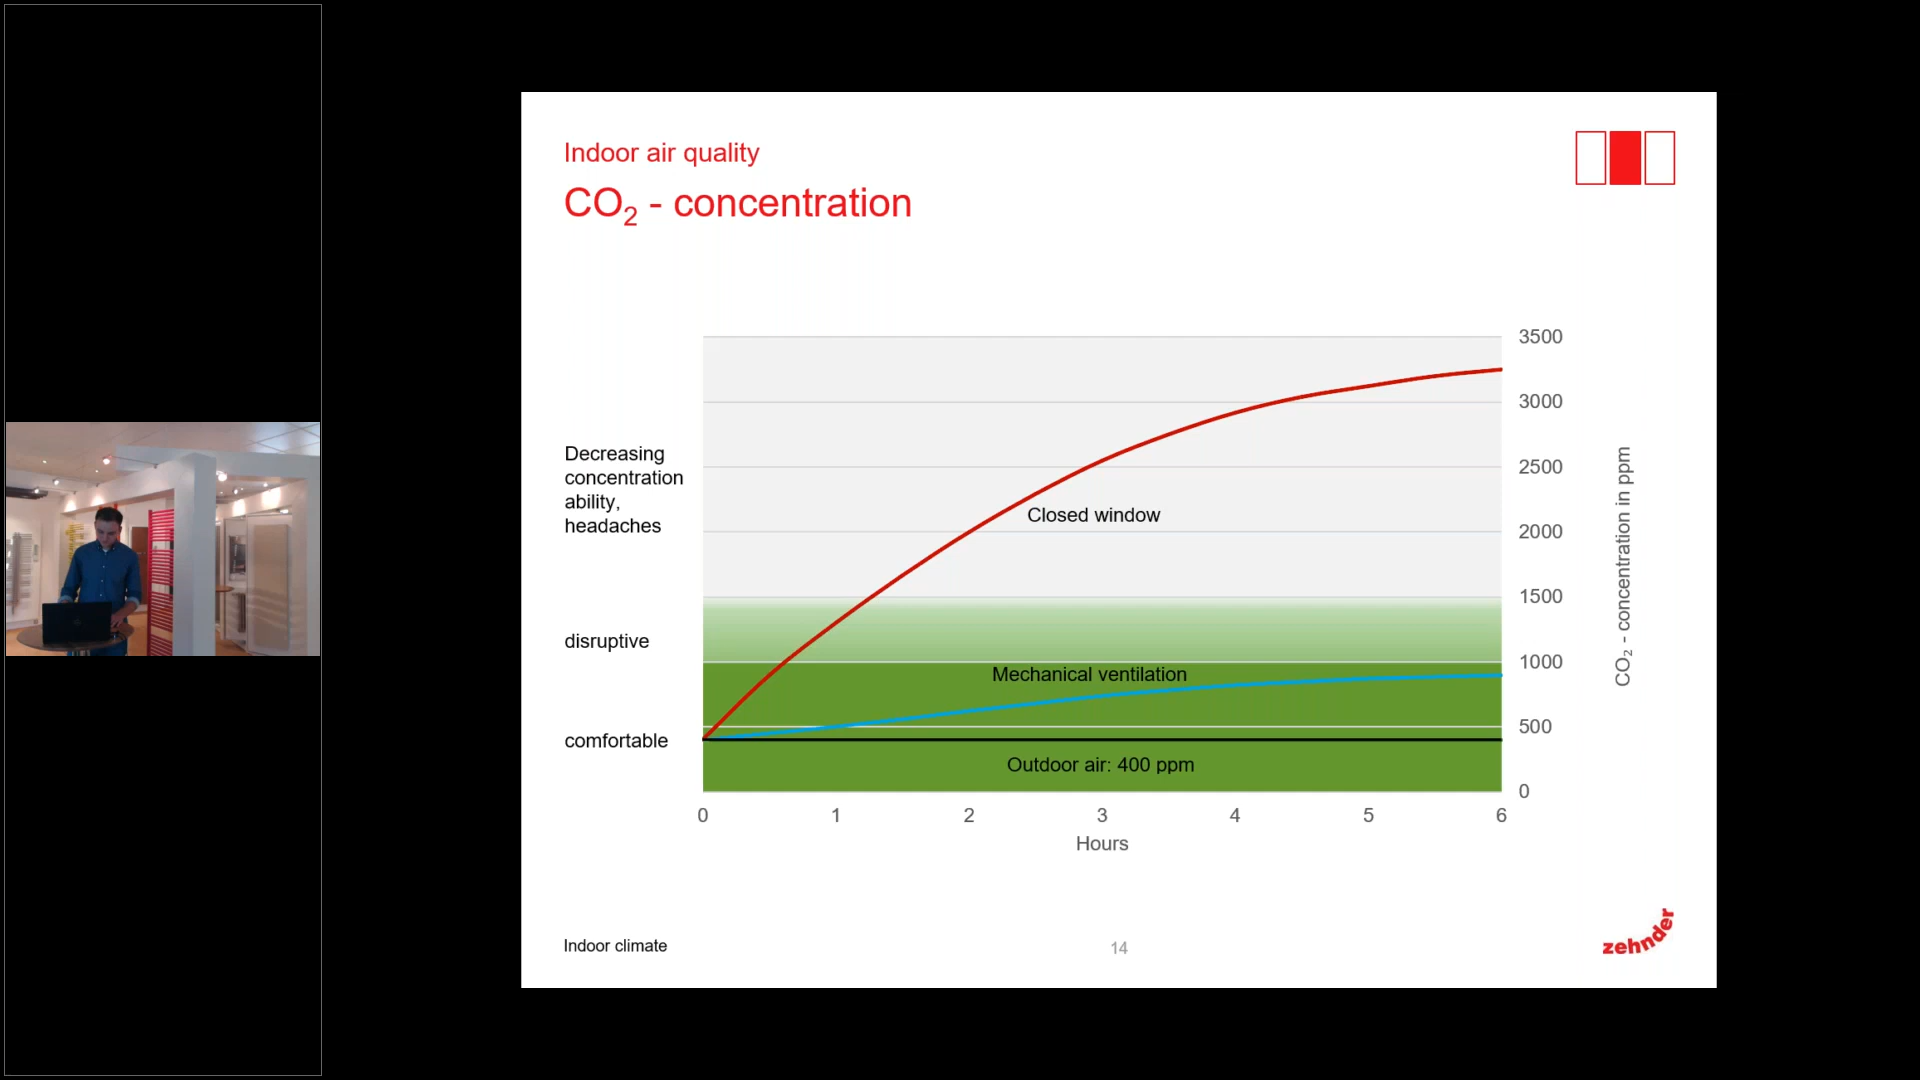 Indoor air quality
CO₂ - concentration
3500
3000
Decreasing
concentration
ability,
headaches
2500
Closed window
2000
1500
disruptive
1000
Mechanical ventilation
500
comfortable
Outdoor air: 400 ppm
0
CO₂ - concentration in ppm
0 1 2 3 4 5 6
Hours
Indoor climate
14
zehnder